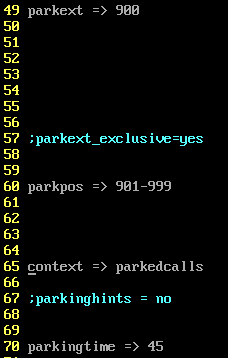 49 parkext => 900
50
51
52
53
54
55
56
57 ;parkext_exclusive=yes
58
59
60 parkpos => 901-999
61
62
63
64
65 context => parkedcalls
66
67 ;parkinghints = no
68
69
70 parkingtime => 45